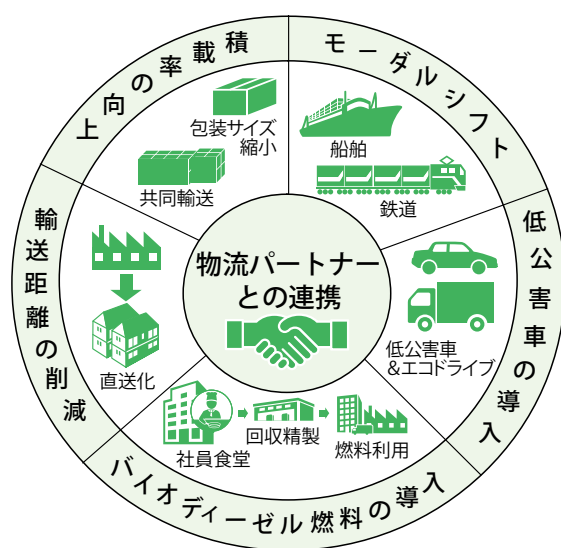 積載率の向上
包装サイズ
縮小
共同輸送
モーダルシフト
船舶
鉄道
低公害車の導入
低公害車
＆エコドライブ
バイオディーゼル燃料の導入
社員食堂
回収精製
燃料利用
輸送距離の削減
直送化
物流パートナー
との連携